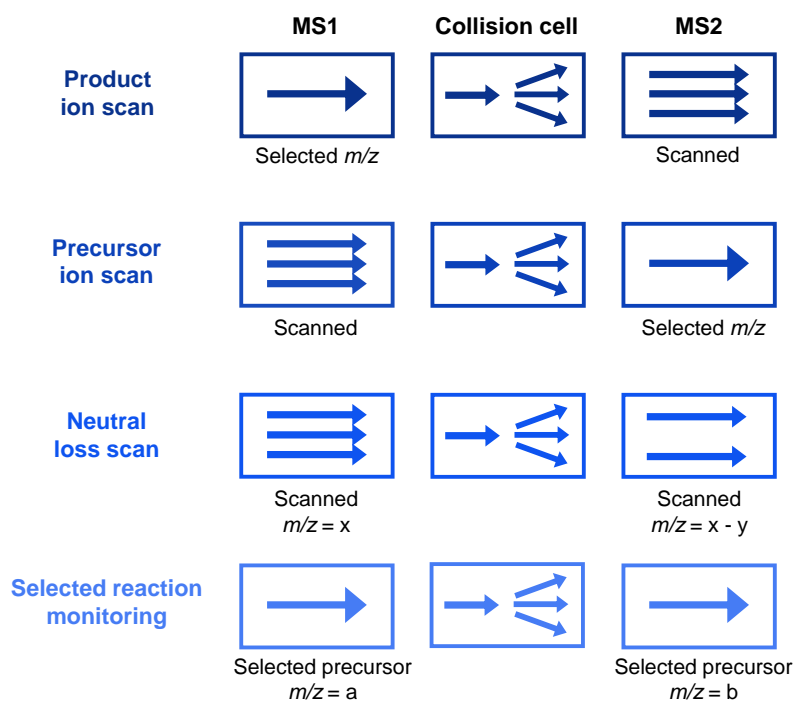 MS1 Collision cell MS2
Product
ion scan
Selected m/z
Scanned
Precursor
ion scan
Scanned
Selected m/z
Neutral
loss scan
Scanned
m/z = x
Scanned
m/z = x - y
Selected reaction
monitoring
Selected precursor
m/z = a
Selected precursor
m/z = b